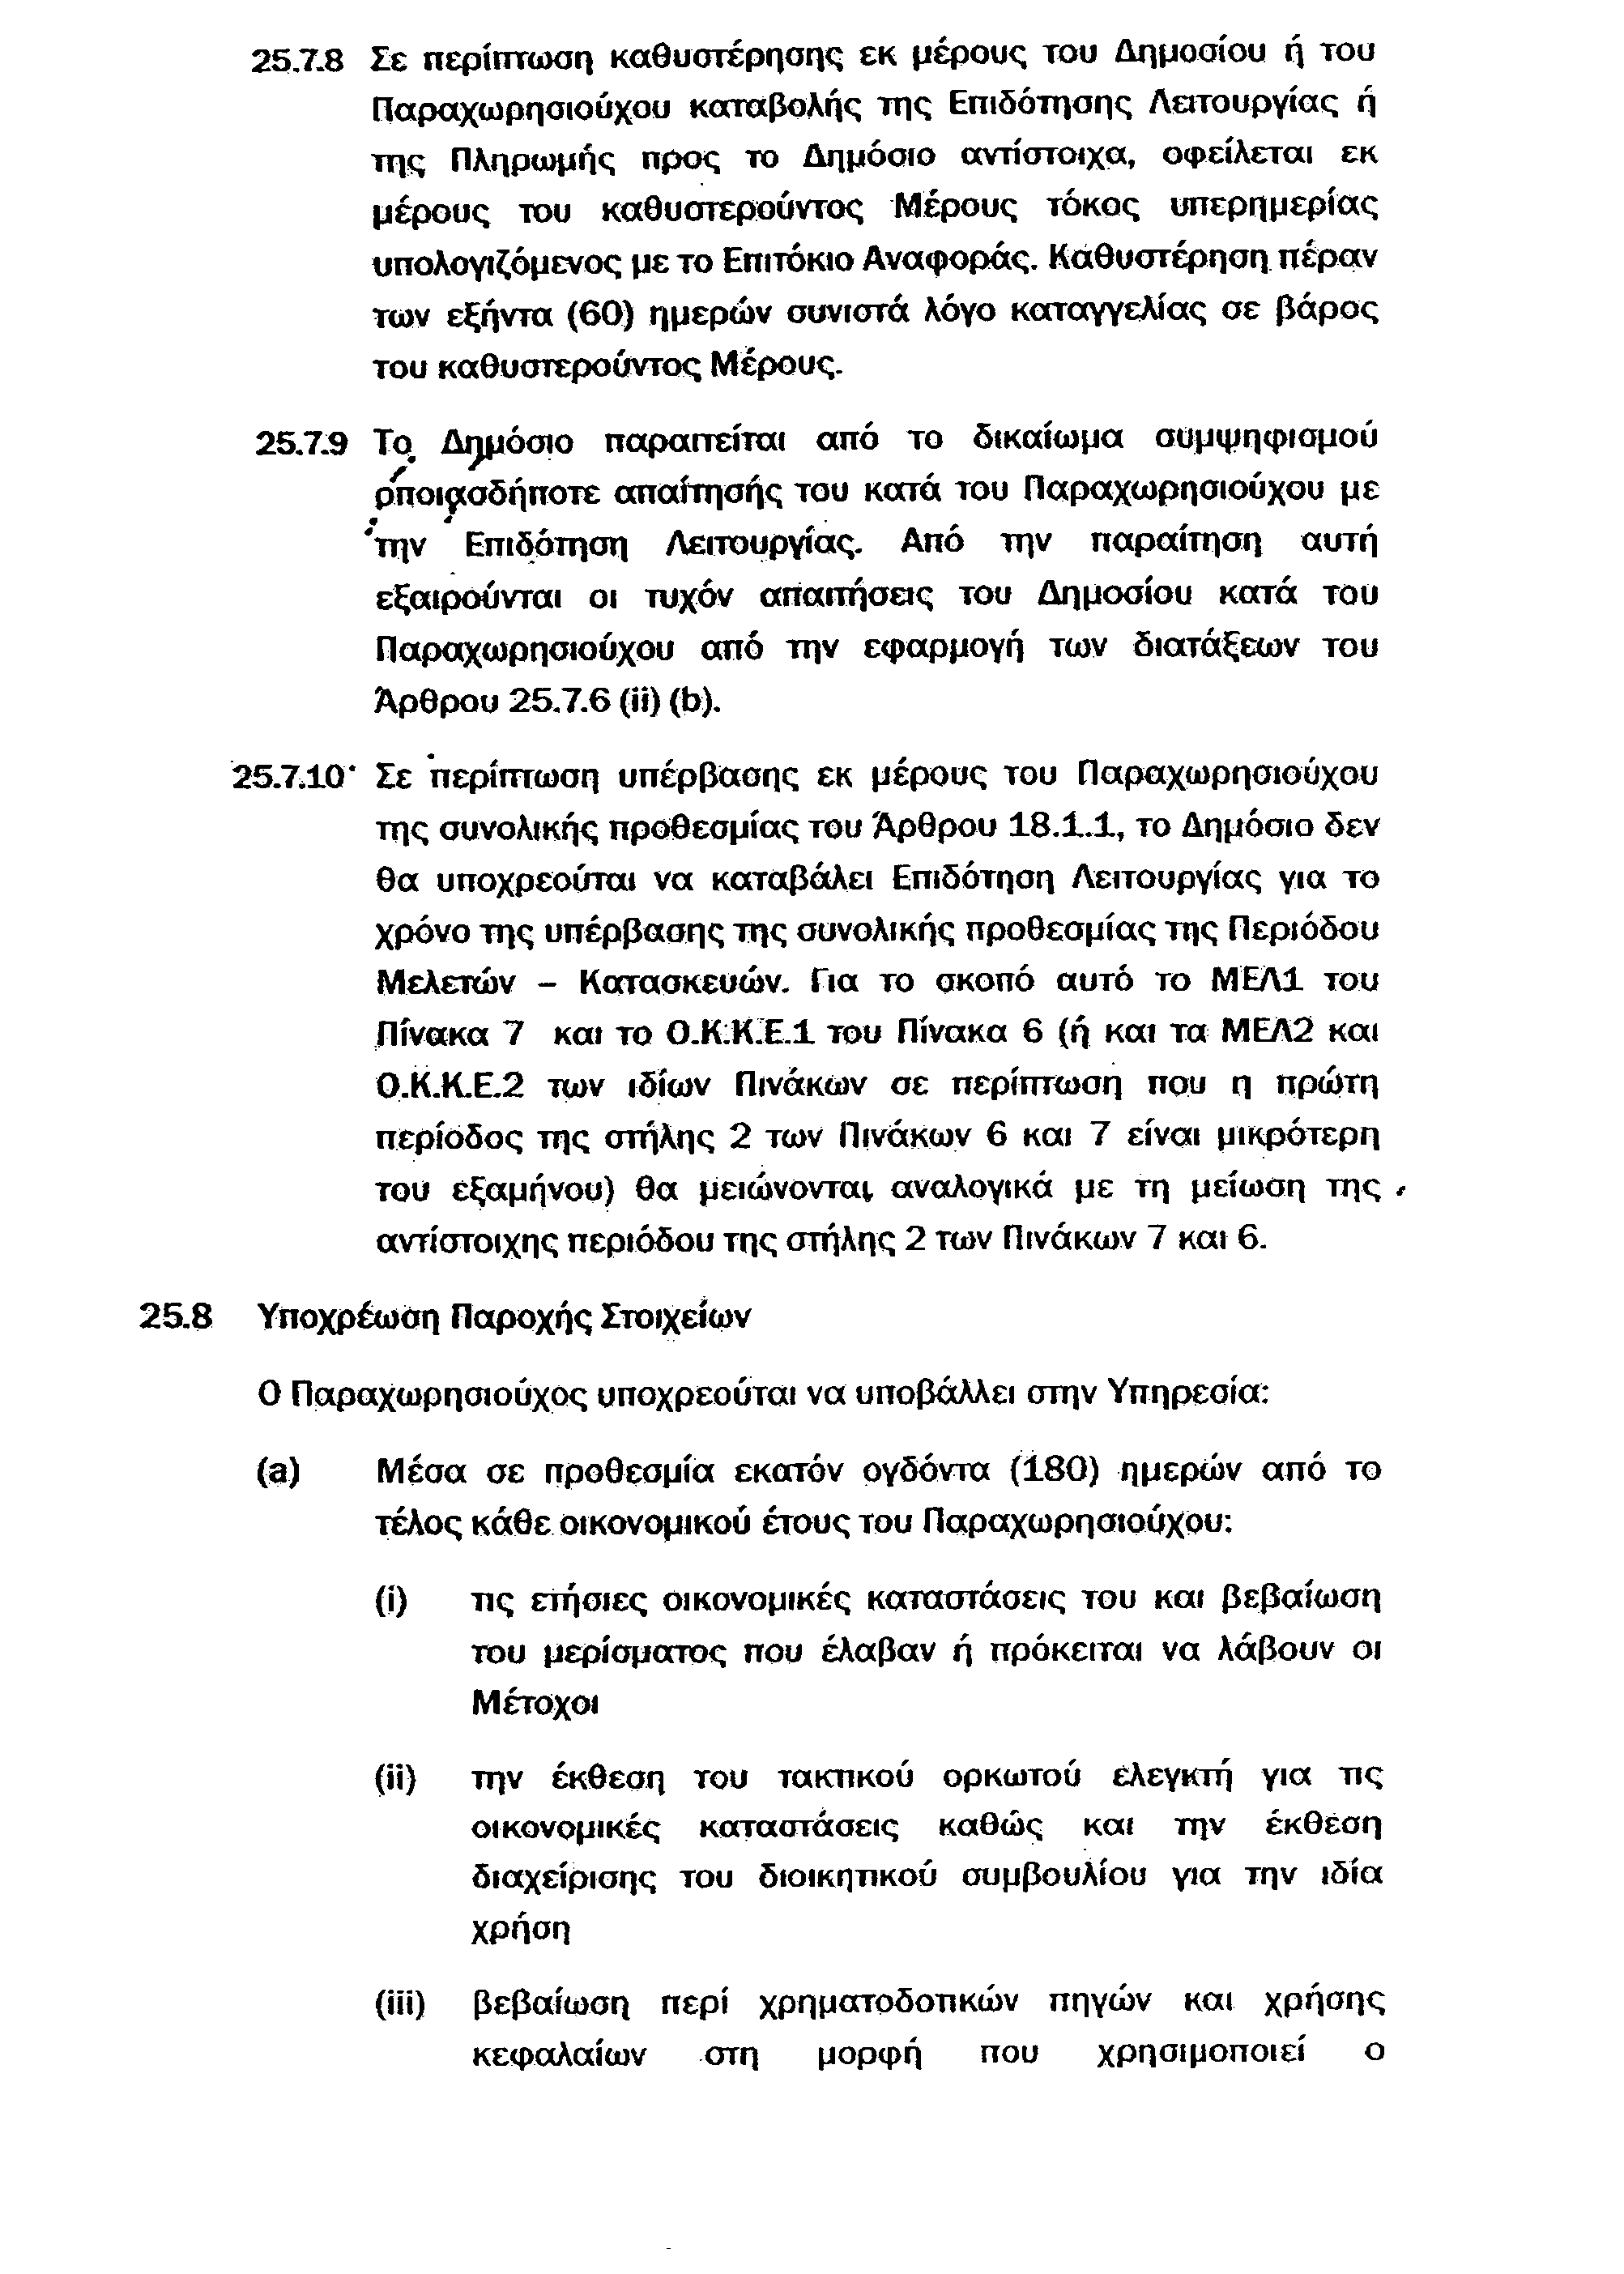 25.7.8 Σε περίπτωση καθυστέρησης εκ μέρους του Δημοσίου ή του
Παραχωρησιούχου καταβολής της Επιδότησης Λειτουργίας ή
της Πληρωμής προς το Δημόσιο αντίστοιχα, οφείλεται εκ
μέρους του καθυστερούντος Μέρους τόκος υπερημερίας
υπολογιζόμενος με το Επιτόκιο Αναφοράς. Καθυστέρηση πέραν
των εξήντα (60) ημερών συνιστά λόγο καταγγελίας σε βάρος
του καθυστερούντος Μέρους.
25.7.9 Το Δημόσιο παραιτείται από το δικαίωμα συμψηφισμού
οποιασδήποτε απαίτησής του κατά του Παραχωρησιούχου με
την Επιδότηση Λειτουργίας. Από την παραίτηση αυτή
εξαιρούνται οι τυχόν απαιτήσεις του Δημοσίου κατά του
Παραχωρησιούχου από την εφαρμογή των διατάξεων του
Άρθρου 25.7.6 (ii) (b).
25.7.10 Σε περίπτωση υπέρβασης εκ μέρους του Παραχωρησιούχου
της συνολικής προθεσμίας του Άρθρου 18.1.1, το Δημόσιο δεν
θα υποχρεούται να καταβάλει Επιδότηση Λειτουργίας για το
χρόνο της υπέρβασης της συνολικής προθεσμίας της Περιόδου
Μελετών – Κατασκευών. Για το σκοπό αυτό το ΜΕΛ1 του
Πίνακα 7 και το Ο.Κ.Κ.Ε.1 του Πίνακα 6 (ή και τα ΜΕΛ2 και
Ο.Κ.Κ.Ε.2 των ιδίων Πινάκων σε περίπτωση που η πρώτη
περίοδος της στήλης 2 των Πινάκων 6 και 7 είναι μικρότερη
του εξαμήνου) θα μειώνονται αναλογικά με τη μείωση της
αντίστοιχης περιόδου της στήλης 2 των Πινάκων 7 και 6.
25.8 Υποχρέωση Παροχής Στοιχείων
Ο Παραχωρησιούχος υποχρεούται να υποβάλλει στην Υπηρεσία:
(a) Μέσα σε προθεσμία εκατόν ογδόντα (180) ημερών από το
τέλος κάθε οικονομικού έτους του Παραχωρησιούχου:
(i) τις ετήσιες οικονομικές καταστάσεις του και βεβαίωση
του μερίσματος που έλαβαν ή πρόκειται να λάβουν οι
Μέτοχοι
(ii) την έκθεση του τακτικού ορκωτού ελεγκτή για τις
οικονομικές καταστάσεις καθώς και την έκθεση
διαχείρισης του διοικητικού συμβουλίου για την ιδία
χρήση
(iii) βεβαίωση περί χρηματοδοτικών πηγών και χρήσης
κεφαλαίων στη μορφή που χρησιμοποιεί ο